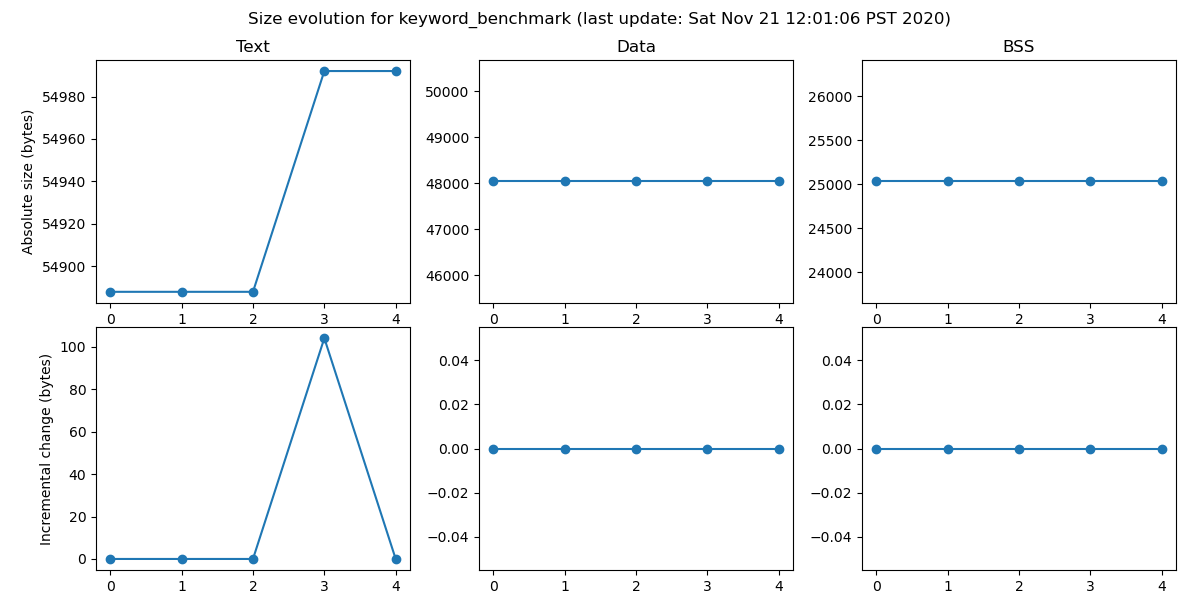 Size evolution for keyword_benchmark (last update: Sat Nov 21 12:01:06 PST 2020)
Text
Data
BSS
Absolute size (bytes)
54980
54960
54940
54920
54900
0 1 2 3 4
50000
49000
48000
47000
46000
0 1 2 3 4
26000
25500
25000
24500
24000
0 1 2 3 4
Incremental change (bytes)
100
80
60
40
20
0
0 1 2 3 4
0.04
0.02
0.00
−0.02
−0.04
0 1 2 3 4
0.04
0.02
0.00
−0.02
−0.04
0 1 2 3 4